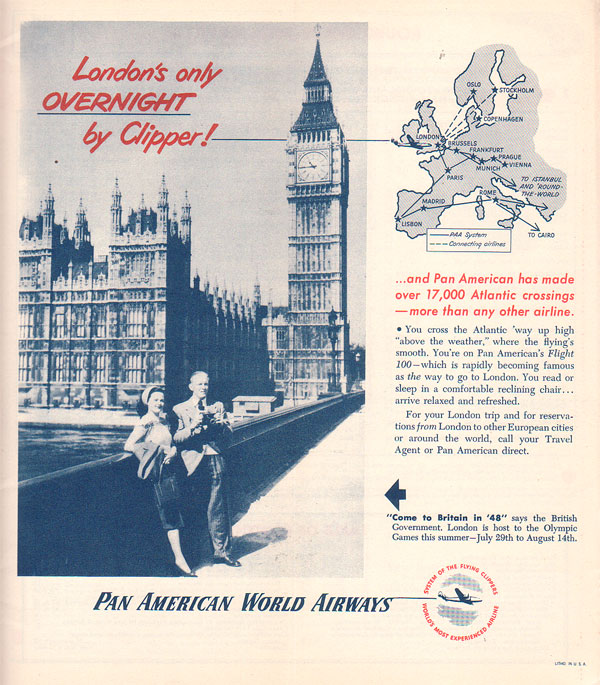 London's only
OVERNIGHT
by Clipper!
OSLO
STOCKHOLM
COPENHAGEN
LONDON
BRUSSELS
FRANKFURT
PRAGUE
VIENNA
MUNICH
PARIS
TO ISTANBUL
AND 'ROUND-
THE-WORLD
ROME
MADRID
LISBON
TO CAIRO
PAA System
Connecting airlines
...and Pan American has made
over 17,000 Atlantic crossings
—more than any other airline.
• You cross the Atlantic 'way up high
"above the weather," where the flying's
smooth. You're on Pan American's Flight
100—which is rapidly becoming famous
as the way to go to London. You read or
sleep in a comfortable reclining chair...
arrive relaxed and refreshed.
For your London trip and for reserva-
tions from London to other European cities
or around the world, call your Travel
Agent or Pan American direct.
"Come to Britain in '48" says the British
Government. London is host to the Olympic
Games this summer—July 29th to August 14th.
PAN AMERICAN WORLD AIRWAYS
SYSTEM OF THE FLYING CLIPPERS
WORLD'S MOST EXPERIENCED AIRLINE
LITHO. IN U. S. A.